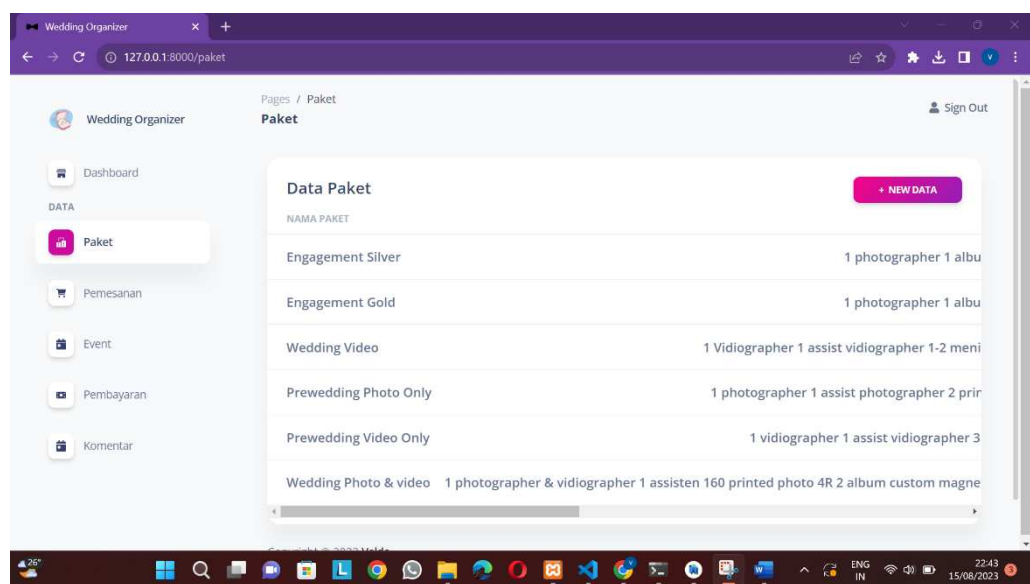 Wedding Organizer
127.0.0.1:8000/paket
Wedding Organizer
Pages / Paket
Paket
Sign Out
Dashboard
DATA
Paket
Pemesanan
Event
Pembayaran
Komentar
Data Paket
+ NEW DATA
NAMA PAKET
Engagement Silver 1 photographer 1 albu
Engagement Gold 1 photographer 1 albu
Wedding Video 1 Vidiographer 1 assist vidiographer 1-2 meni
Prewedding Photo Only 1 photographer 1 assist photographer 2 prin
Prewedding Video Only 1 vidiographer 1 assist vidiographer 3
Wedding Photo & video 1 photographer & vidiographer 1 assisten 160 printed photo 4R 2 album custom magne
26°
ENG
IN
22:43
15/08/2023
3